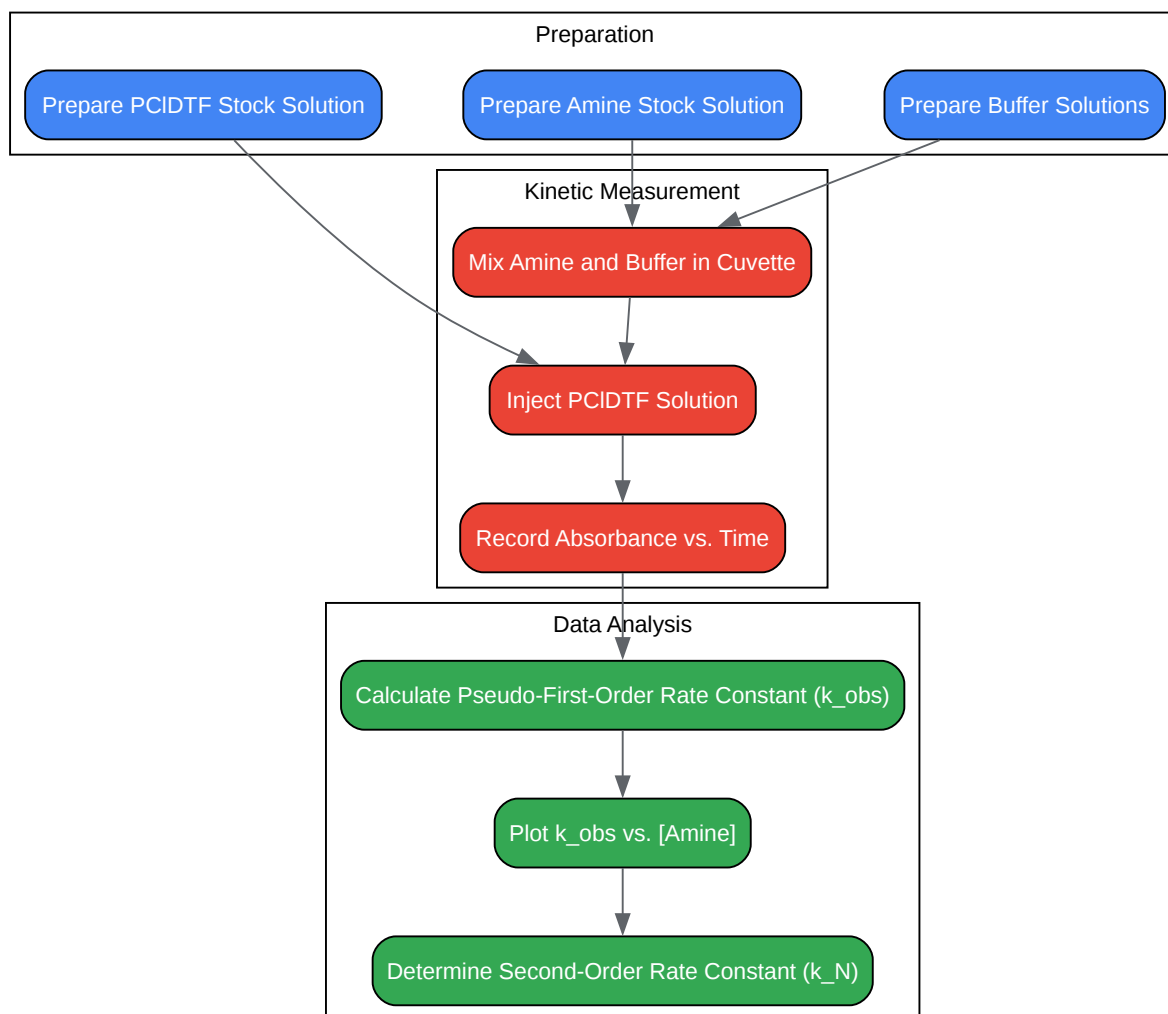 Preparation
Prepare PClDTF Stock Solution
Prepare Amine Stock Solution
Prepare Buffer Solutions
Kinetic Measurement
Mix Amine and Buffer in Cuvette
Inject PClDTF Solution
Record Absorbance vs. Time
Data Analysis
Calculate Pseudo-First-Order Rate Constant (k_obs)
Plot k_obs vs. [Amine]
Determine Second-Order Rate Constant (k_N)